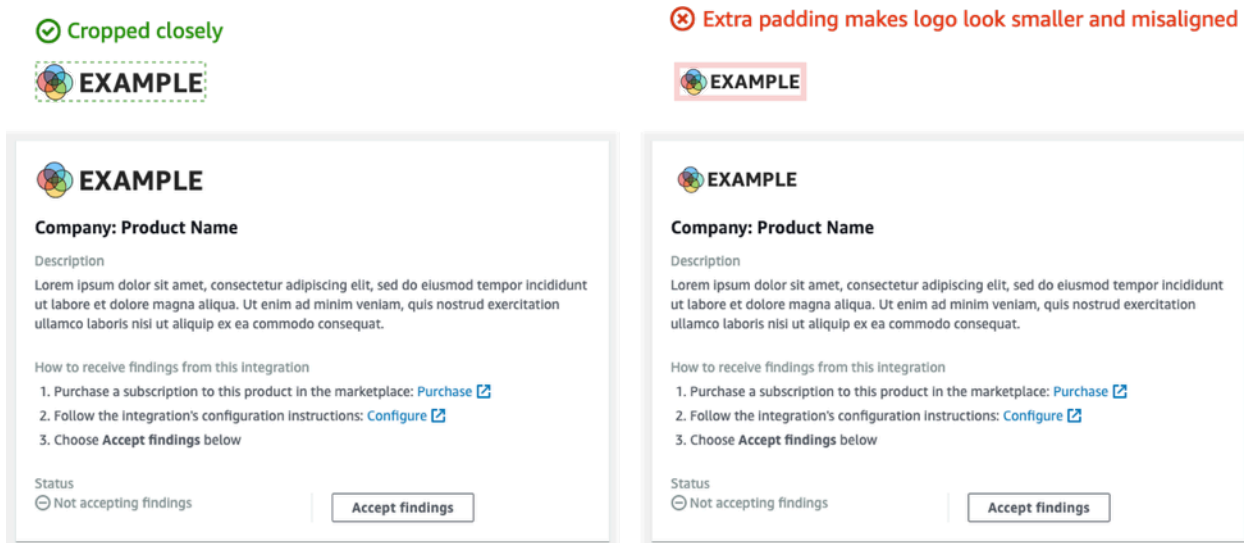 Cropped closely
EXAMPLE
EXAMPLE
Company: Product Name
Description
Lorem ipsum dolor sit amet, consectetur adipiscing elit, sed do eiusmod tempor incididunt
ut labore et dolore magna aliqua. Ut enim ad minim veniam, quis nostrud exercitation
ullamco laboris nisi ut aliquip ex ea commodo consequat.
How to receive findings from this integration
1. Purchase a subscription to this product in the marketplace: Purchase
2. Follow the integration's configuration instructions: Configure
3. Choose Accept findings below
Status
Not accepting findings
Accept findings
Extra padding makes logo look smaller and misaligned
EXAMPLE
EXAMPLE
Company: Product Name
Description
Lorem ipsum dolor sit amet, consectetur adipiscing elit, sed do eiusmod tempor incididunt
ut labore et dolore magna aliqua. Ut enim ad minim veniam, quis nostrud exercitation
ullamco laboris nisi ut aliquip ex ea commodo consequat.
How to receive findings from this integration
1. Purchase a subscription to this product in the marketplace: Purchase
2. Follow the integration's configuration instructions: Configure
3. Choose Accept findings below
Status
Not accepting findings
Accept findings